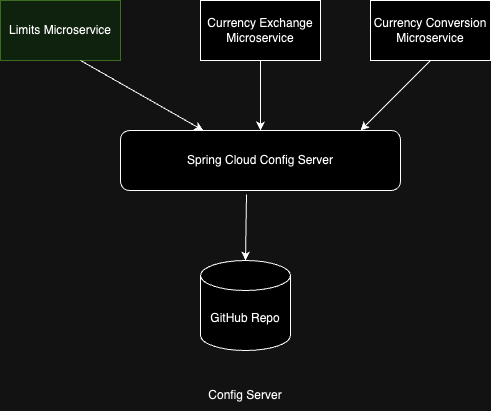 Limits Microservice
Currency Exchange
Microservice
Currency Conversion
Microservice
Spring Cloud Config Server
GitHub Repo
Config Server